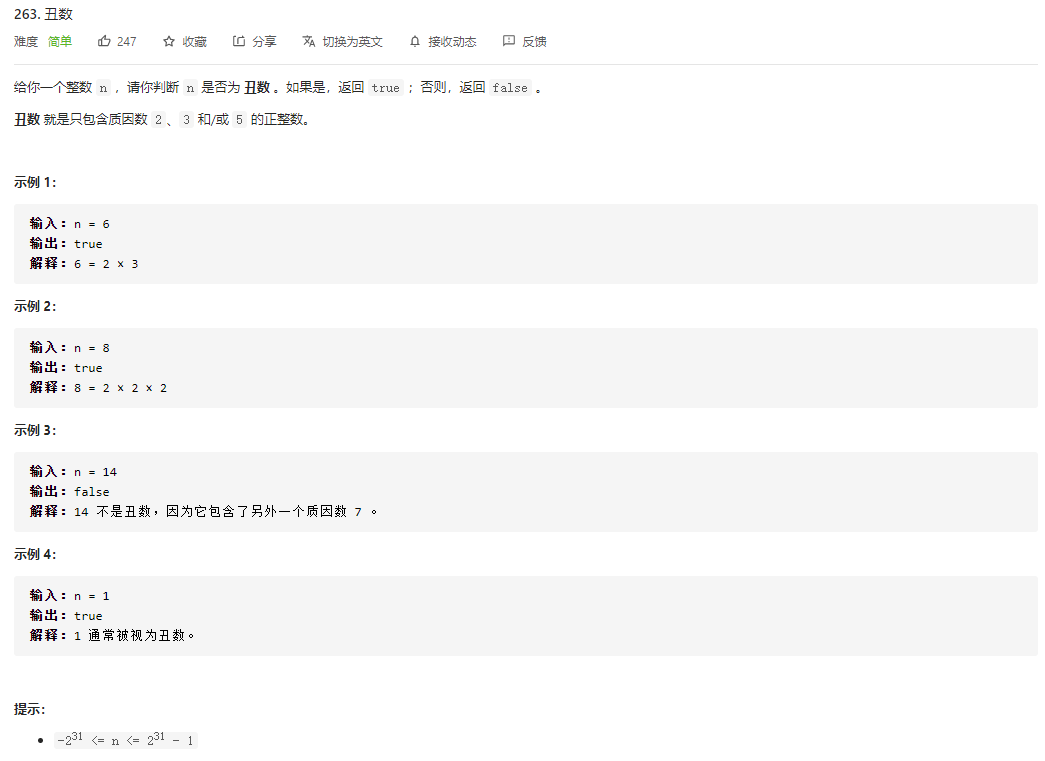 263. 丑数
难度 简单 247 收藏 分享 切换为英文 接收动态 反馈
给你一个整数 n ，请你判断 n 是否为 丑数 。如果是，返回 true ；否则，返回 false 。
丑数 就是只包含质因数 2 、3 和/或 5 的正整数。
示例 1：
输入：n = 6
输出：true
解释：6 = 2 × 3
示例 2：
输入：n = 8
输出：true
解释：8 = 2 × 2 × 2
示例 3：
输入：n = 14
输出：false
解释：14 不是丑数，因为它包含了另外一个质因数 7 。
示例 4：
输入：n = 1
输出：true
解释：1 通常被视为丑数。
提示：
• -2³¹ <= n <= 2³¹ - 1